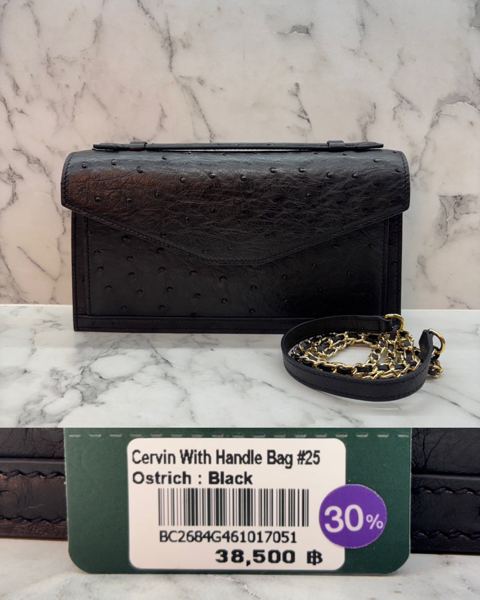 Cervin With Handle Bag #25
Ostrich : Black
BC2684G461017051
30%
38,500 ฿